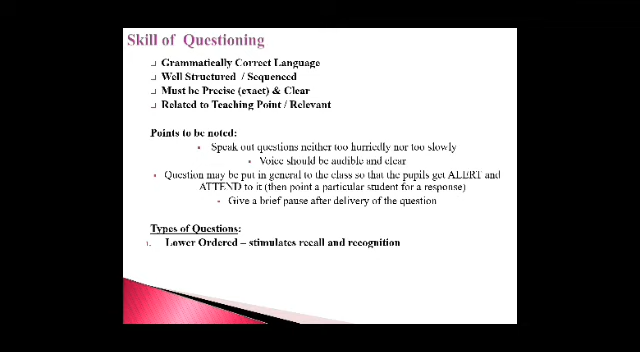 Skill of Questioning
❑ Grammatically Correct Language
❑ Well Structured / Sequenced
❑ Must be Precise (exact) & Clear
❑ Related to Teaching Point / Relevant
Points to be noted:
▪ Speak out questions neither too hurriedly nor too slowly
▪ Voice should be audible and clear
▪ Question may be put in general to the class so that the pupils get ALERT and
ATTEND to it (then point a particular student for a response)
▪ Give a brief pause after delivery of the question
Types of Questions:
1. Lower Ordered – stimulates recall and recognition